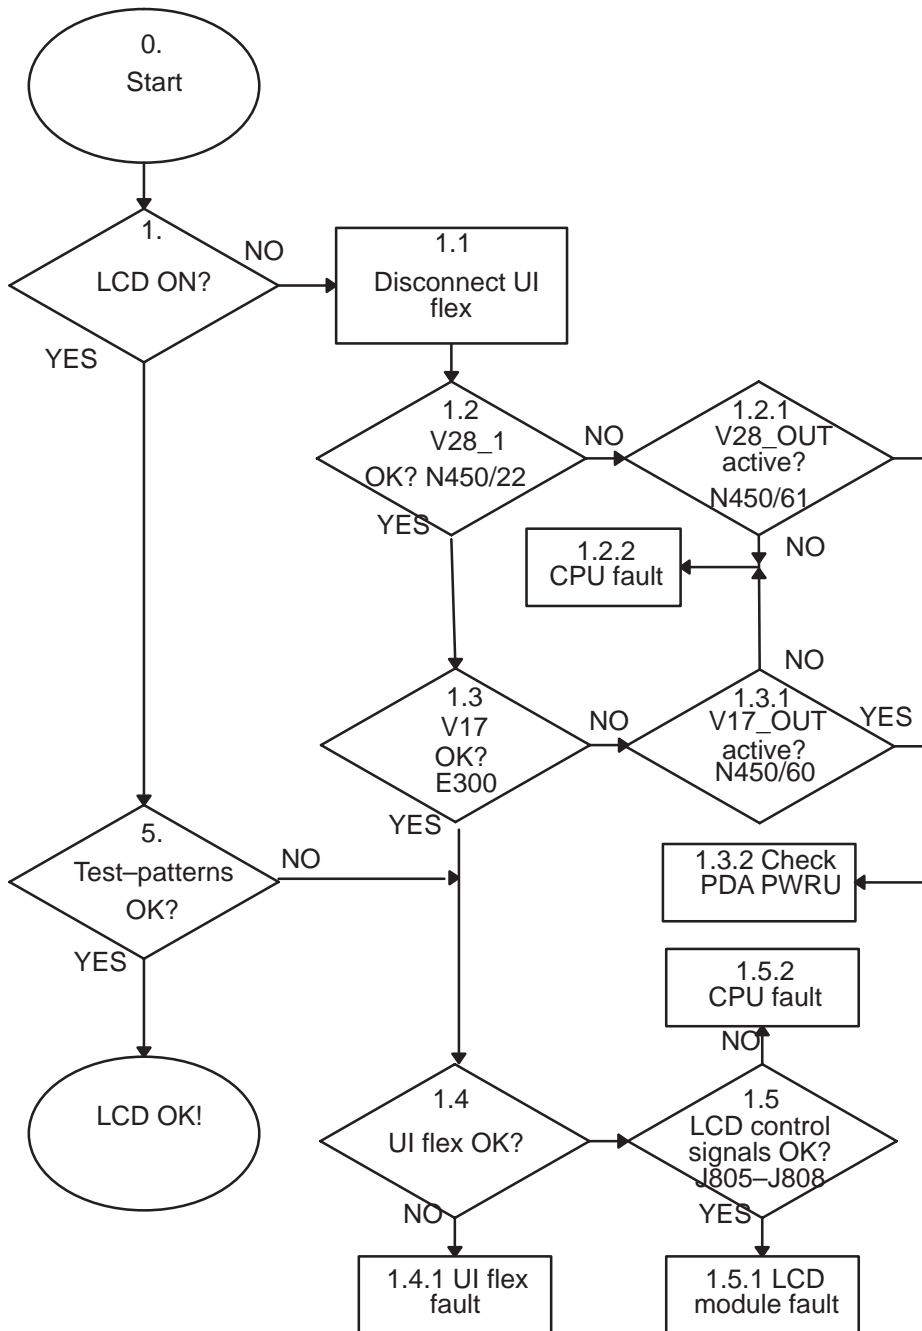 0.
Start
1.
LCD ON?
NO
YES
1.1
Disconnect UI
flex
1.2
V28_1
OK? N450/22
NO
YES
1.2.1
V28_OUT
active?
N450/61
NO
1.2.2
CPU fault
1.3
V17
OK?
E300
NO
YES
NO
1.3.1
V17_OUT
active?
N450/60
YES
5.
Test–patterns
OK?
NO
YES
1.3.2 Check
PDA PWRU
1.5.2
CPU fault
NO
LCD OK!
1.4
UI flex OK?
NO
1.5
LCD control
signals OK?
J805–J808
YES
1.4.1 UI flex
fault
1.5.1 LCD
module fault